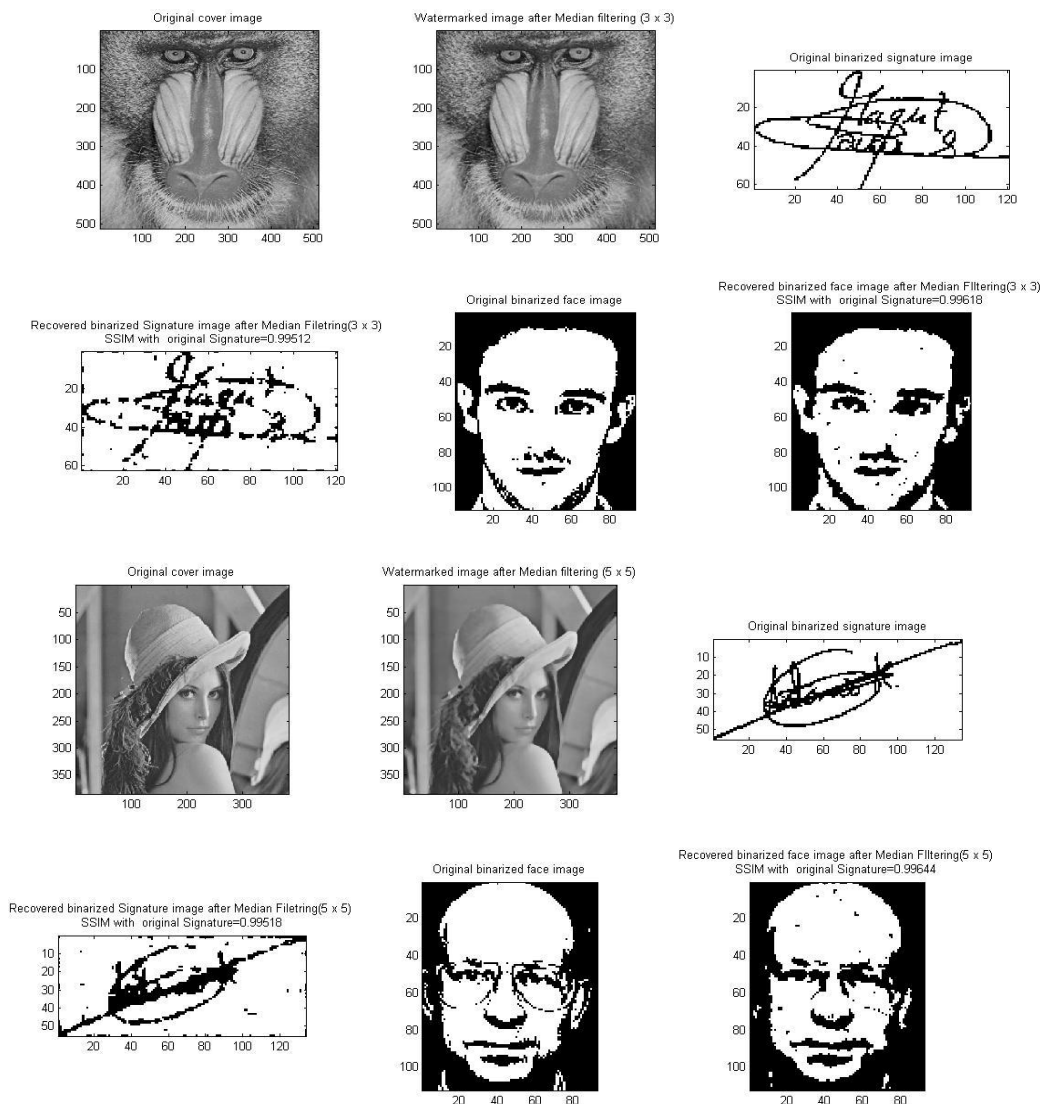 Original cover image
100
200
300
400
500
100 200 300 400 500
Watermarked image after Median filtering (3 x 3)
100
200
300
400
500
100 200 300 400 500
Original binarized signature image
20
40
60
20 40 60 80 100 120
Recovered binarized Signature image after Median Filetring(3 x 3)
SSIM with original Signature=0.99512
20
40
60
20 40 60 80 100 120
Original binarized face image
20
40
60
80
100
20 40 60 80
Recovered binarized face image after Median FIltering(3 x 3)
SSIM with original Signature=0.99618
20
40
60
80
100
20 40 60 80
Original cover image
50
100
150
200
250
300
350
100 200 300
Watermarked image after Median filtering (5 x 5)
50
100
150
200
250
300
350
100 200 300
Original binarized signature image
10
20
30
40
50
20 40 60 80 100 120
Recovered binarized Signature image after Median Filetring(5 x 5)
SSIM with original Signature=0.99518
10
20
30
40
50
20 40 60 80 100 120
Original binarized face image
20
40
60
80
100
20 40 60 80
Recovered binarized face image after Median FIltering(5 x 5)
SSIM with original Signature=0.99644
20
40
60
80
100
20 40 60 80